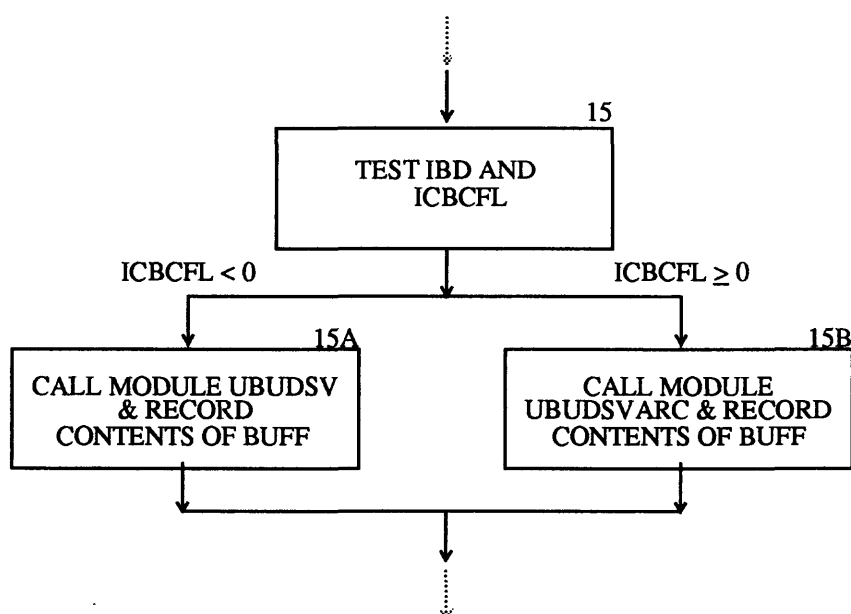 15
TEST IBD AND
ICBCFL
ICBCFL < 0
ICBCFL ≥ 0
15A
15B
CALL MODULE UBUDSV
& RECORD
CONTENTS OF BUFF
CALL MODULE
UBUDSVARC & RECORD
CONTENTS OF BUFF